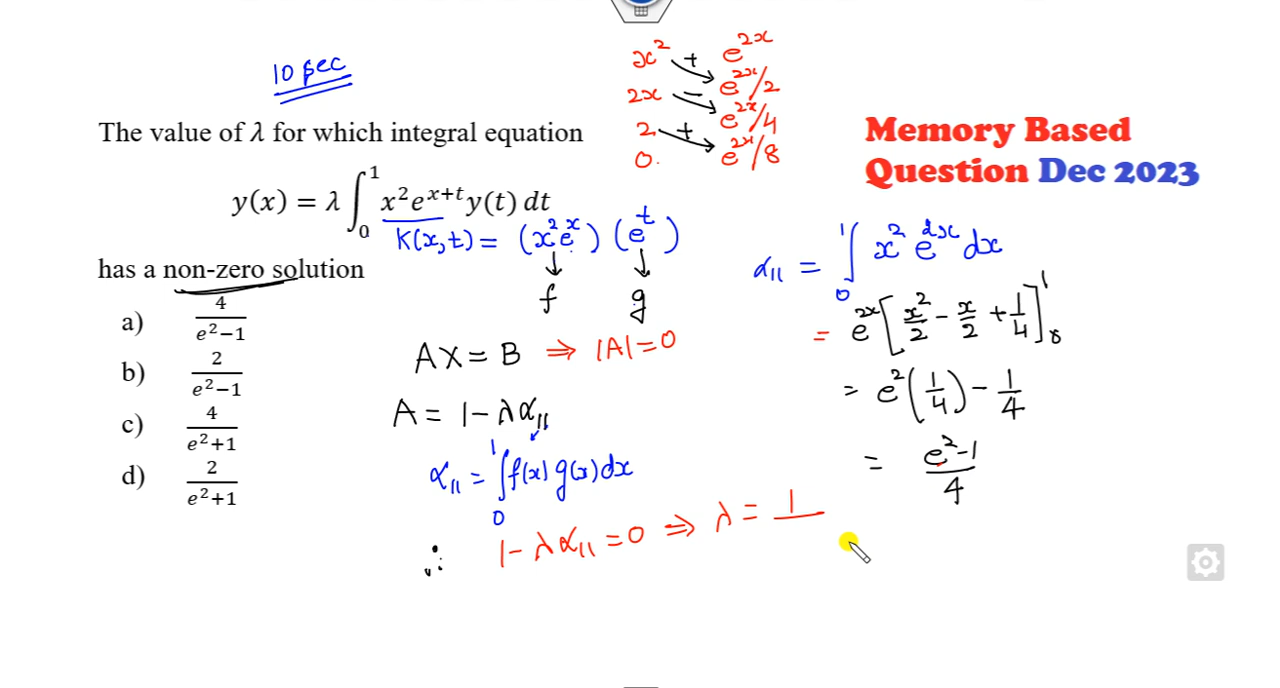 10 sec
x² + e^{2x}
2x − e^{2x}/2
2 + e^{2x}/4
0. e^{2x}/8
The value of λ for which integral equation
y(x) = λ ∫₀¹ x²e^{x+t}y(t) dt
K(x,t) = (x²e^x) (e^t)
f g
has a non-zero solution
a) 4/(e²−1)
b) 2/(e²−1)
c) 4/(e²+1)
d) 2/(e²+1)
AX = B ⇒ |A| = 0
A = 1 − λα₁₁
α₁₁ = ∫₀¹ f(x) g(x) dx
∴ 1 − λα₁₁ = 0 ⇒ λ = 1/
Memory Based
Question Dec 2023
α₁₁ = ∫₀¹ x² e^{2x} dx
= e^{2x} [x²/2 − x/2 + 1/4]₀¹
= e² (1/4) − 1/4
= (e²−1)/4